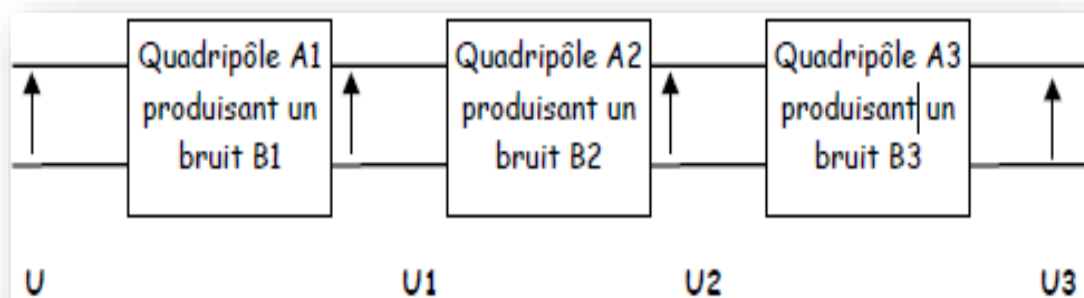 Quadripôle A1
produisant un
bruit B1
Quadripôle A2
produisant un
bruit B2
Quadripôle A3
produisant un
bruit B3
U
U1
U2
U3